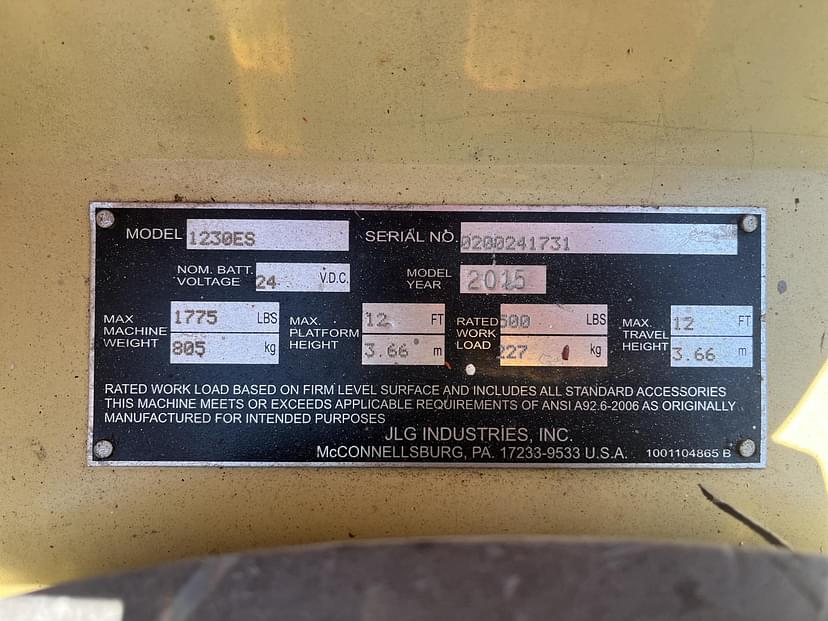 MODEL 1230ES SERIAL NO. 0200241731
NOM. BATT. VOLTAGE 24 V.D.C. MODEL YEAR 2015
MAX MACHINE WEIGHT 1775 LBS 805 kg
MAX. PLATFORM HEIGHT 12 FT 3.66 m
RATED WORK LOAD 500 LBS 227 kg
MAX. TRAVEL HEIGHT 12 FT 3.66 m
RATED WORK LOAD BASED ON FIRM LEVEL SURFACE AND INCLUDES ALL STANDARD ACCESSORIES
THIS MACHINE MEETS OR EXCEEDS APPLICABLE REQUIREMENTS OF ANSI A92.6-2006 AS ORIGINALLY
MANUFACTURED FOR INTENDED PURPOSES
JLG INDUSTRIES, INC.
McCONNELLSBURG, PA. 17233-9533 U.S.A. 1001104865 B